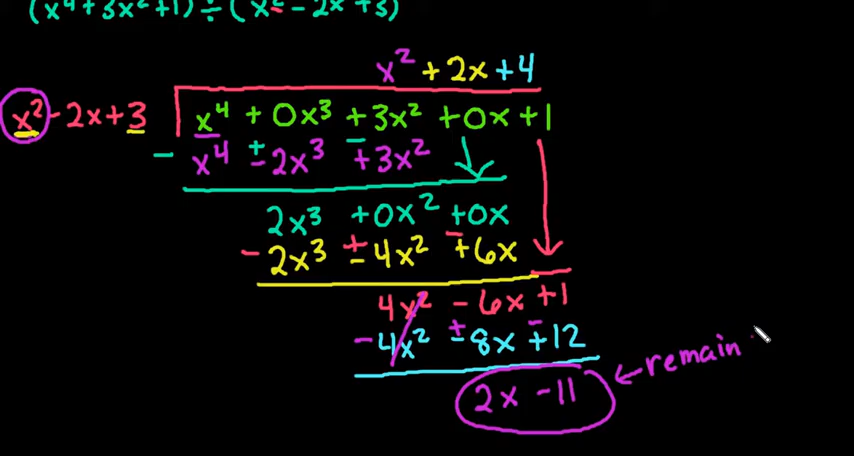 (x⁴+3x²+1) ÷ (x²-2x+3)
x² +2x +4
x²-2x+3 x⁴ +0x³ +3x² +0x +1
- x⁴ ±2x³ +3x²
2x³ +0x² +0x
- 2x³ ±4x² +6x
4x² -6x +1
- 4x² ±8x +12
2x -11 ← remain